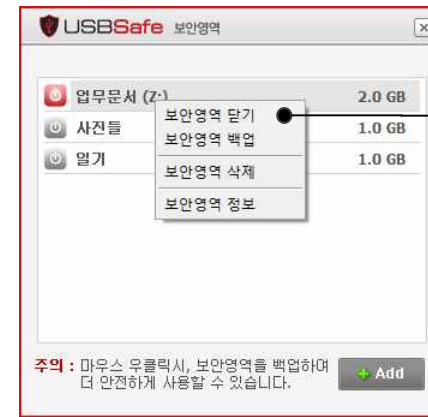 USBSafe 보안영역
업무문서 (Z:) 2.0 GB
보안영역 닫기
사진들 1.0 GB
보안영역 백업
일기 1.0 GB
보안영역 삭제
보안영역 정보
주의 : 마우스 우클릭시, 보안영역을 백업하여
더 안전하게 사용할 수 있습니다.
+ Add